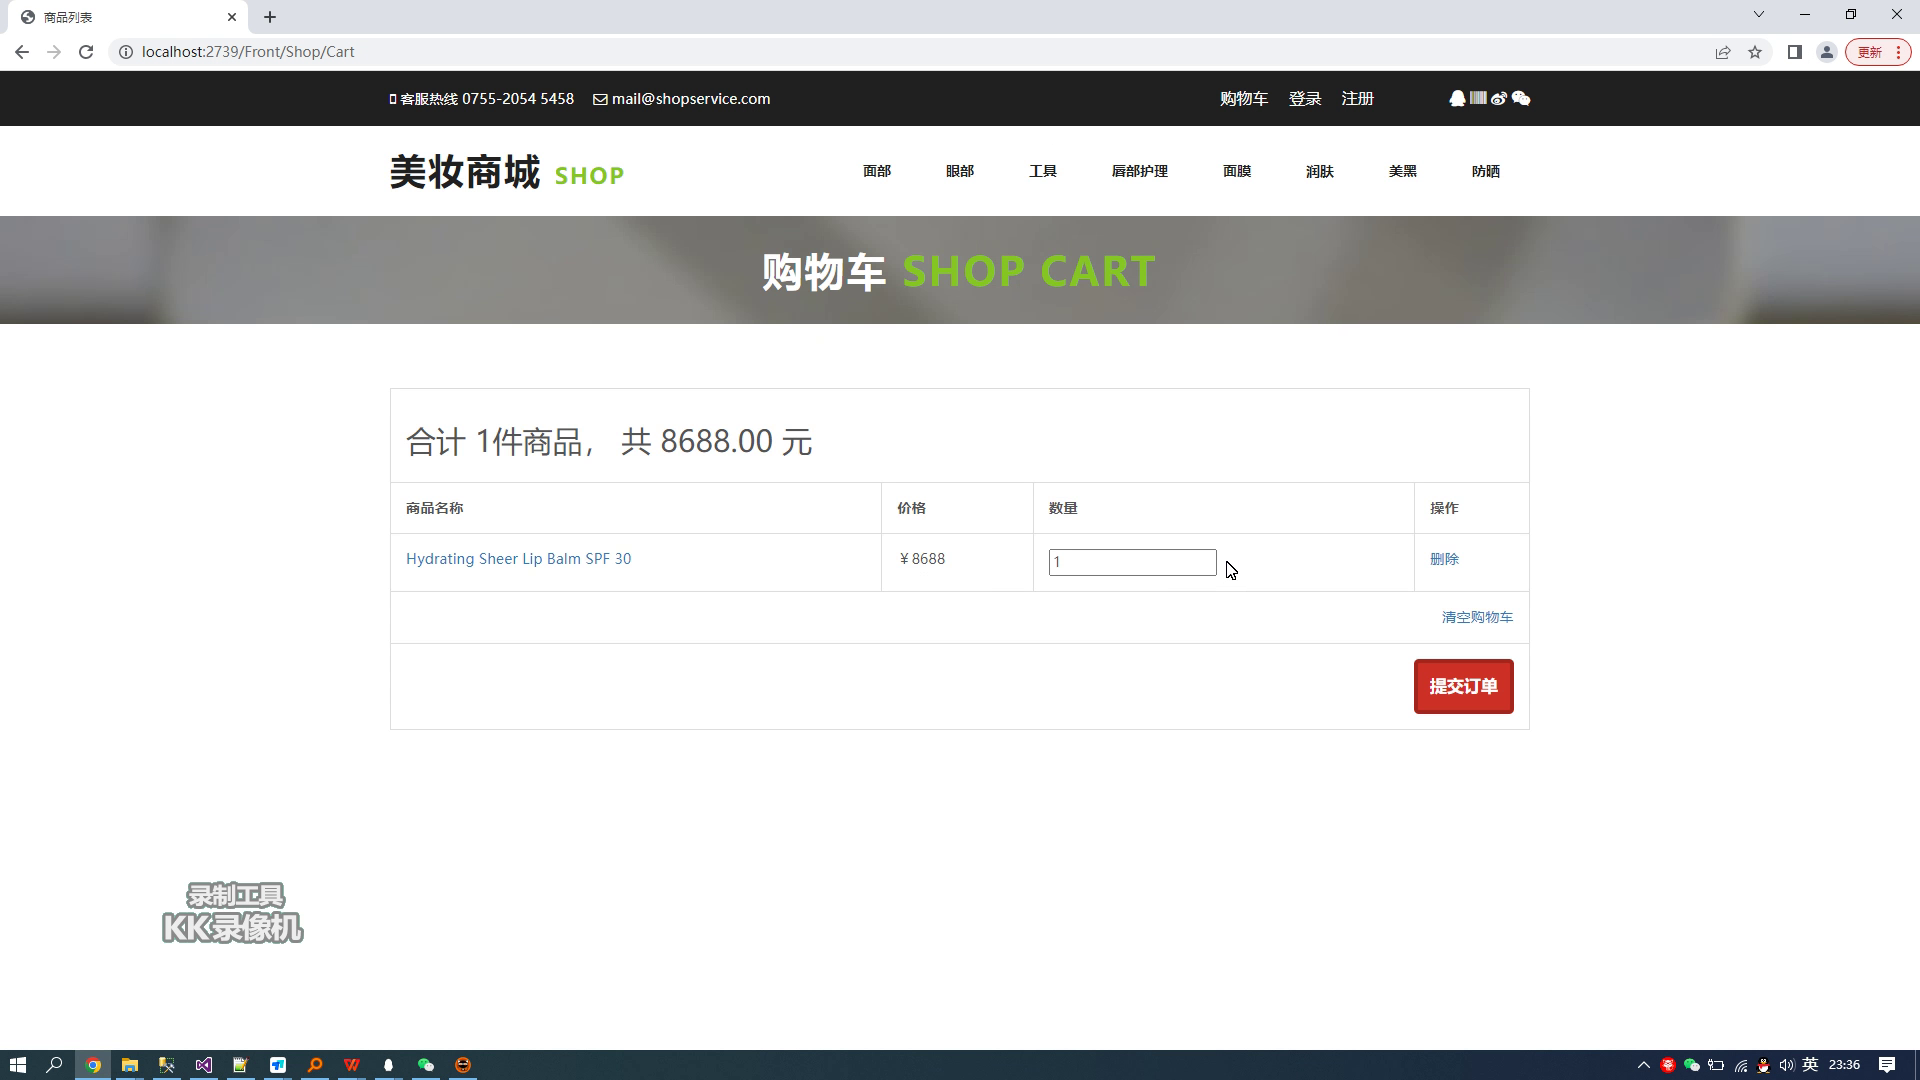 商品列表
localhost:2739/Front/Shop/Cart
更新
客服热线 0755-2054 5458 mail@shopservice.com
购物车 登录 注册
美妆商城 SHOP
面部 眼部 工具 唇部护理 面膜 润肤 美黑 防晒
购物车 SHOP CART
合计 1件商品， 共 8688.00 元
商品名称 价格 数量 操作
Hydrating Sheer Lip Balm SPF 30 ￥8688 1 删除
清空购物车
提交订单
录制工具
KK录像机
英 23:36